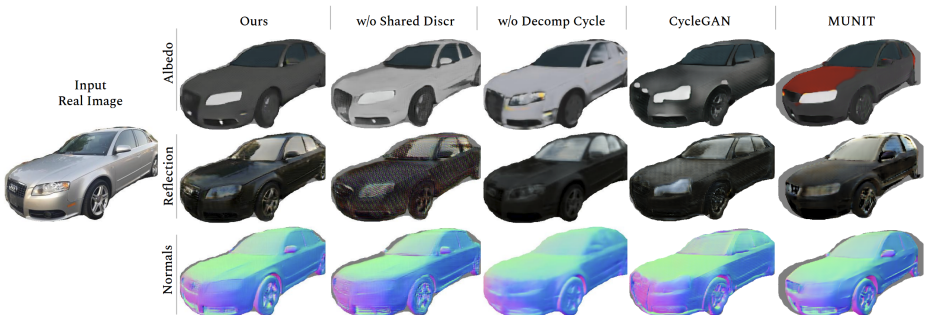 Ours
w/o Shared Discr
w/o Decomp Cycle
CycleGAN
MUNIT
Input
Real Image
Albedo
Reflection
Normals